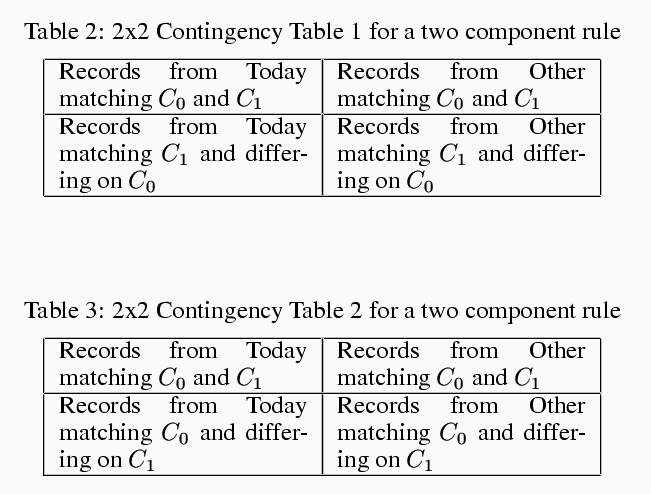 Table 2: 2x2 Contingency Table 1 for a two component rule
Records from Today
matching C₀ and C₁
Records from Other
matching C₀ and C₁
Records from Today
matching C₁ and differ-
ing on C₀
Records from Other
matching C₁ and differ-
ing on C₀
Table 3: 2x2 Contingency Table 2 for a two component rule
Records from Today
matching C₀ and C₁
Records from Other
matching C₀ and C₁
Records from Today
matching C₀ and differ-
ing on C₁
Records from Other
matching C₀ and differ-
ing on C₁